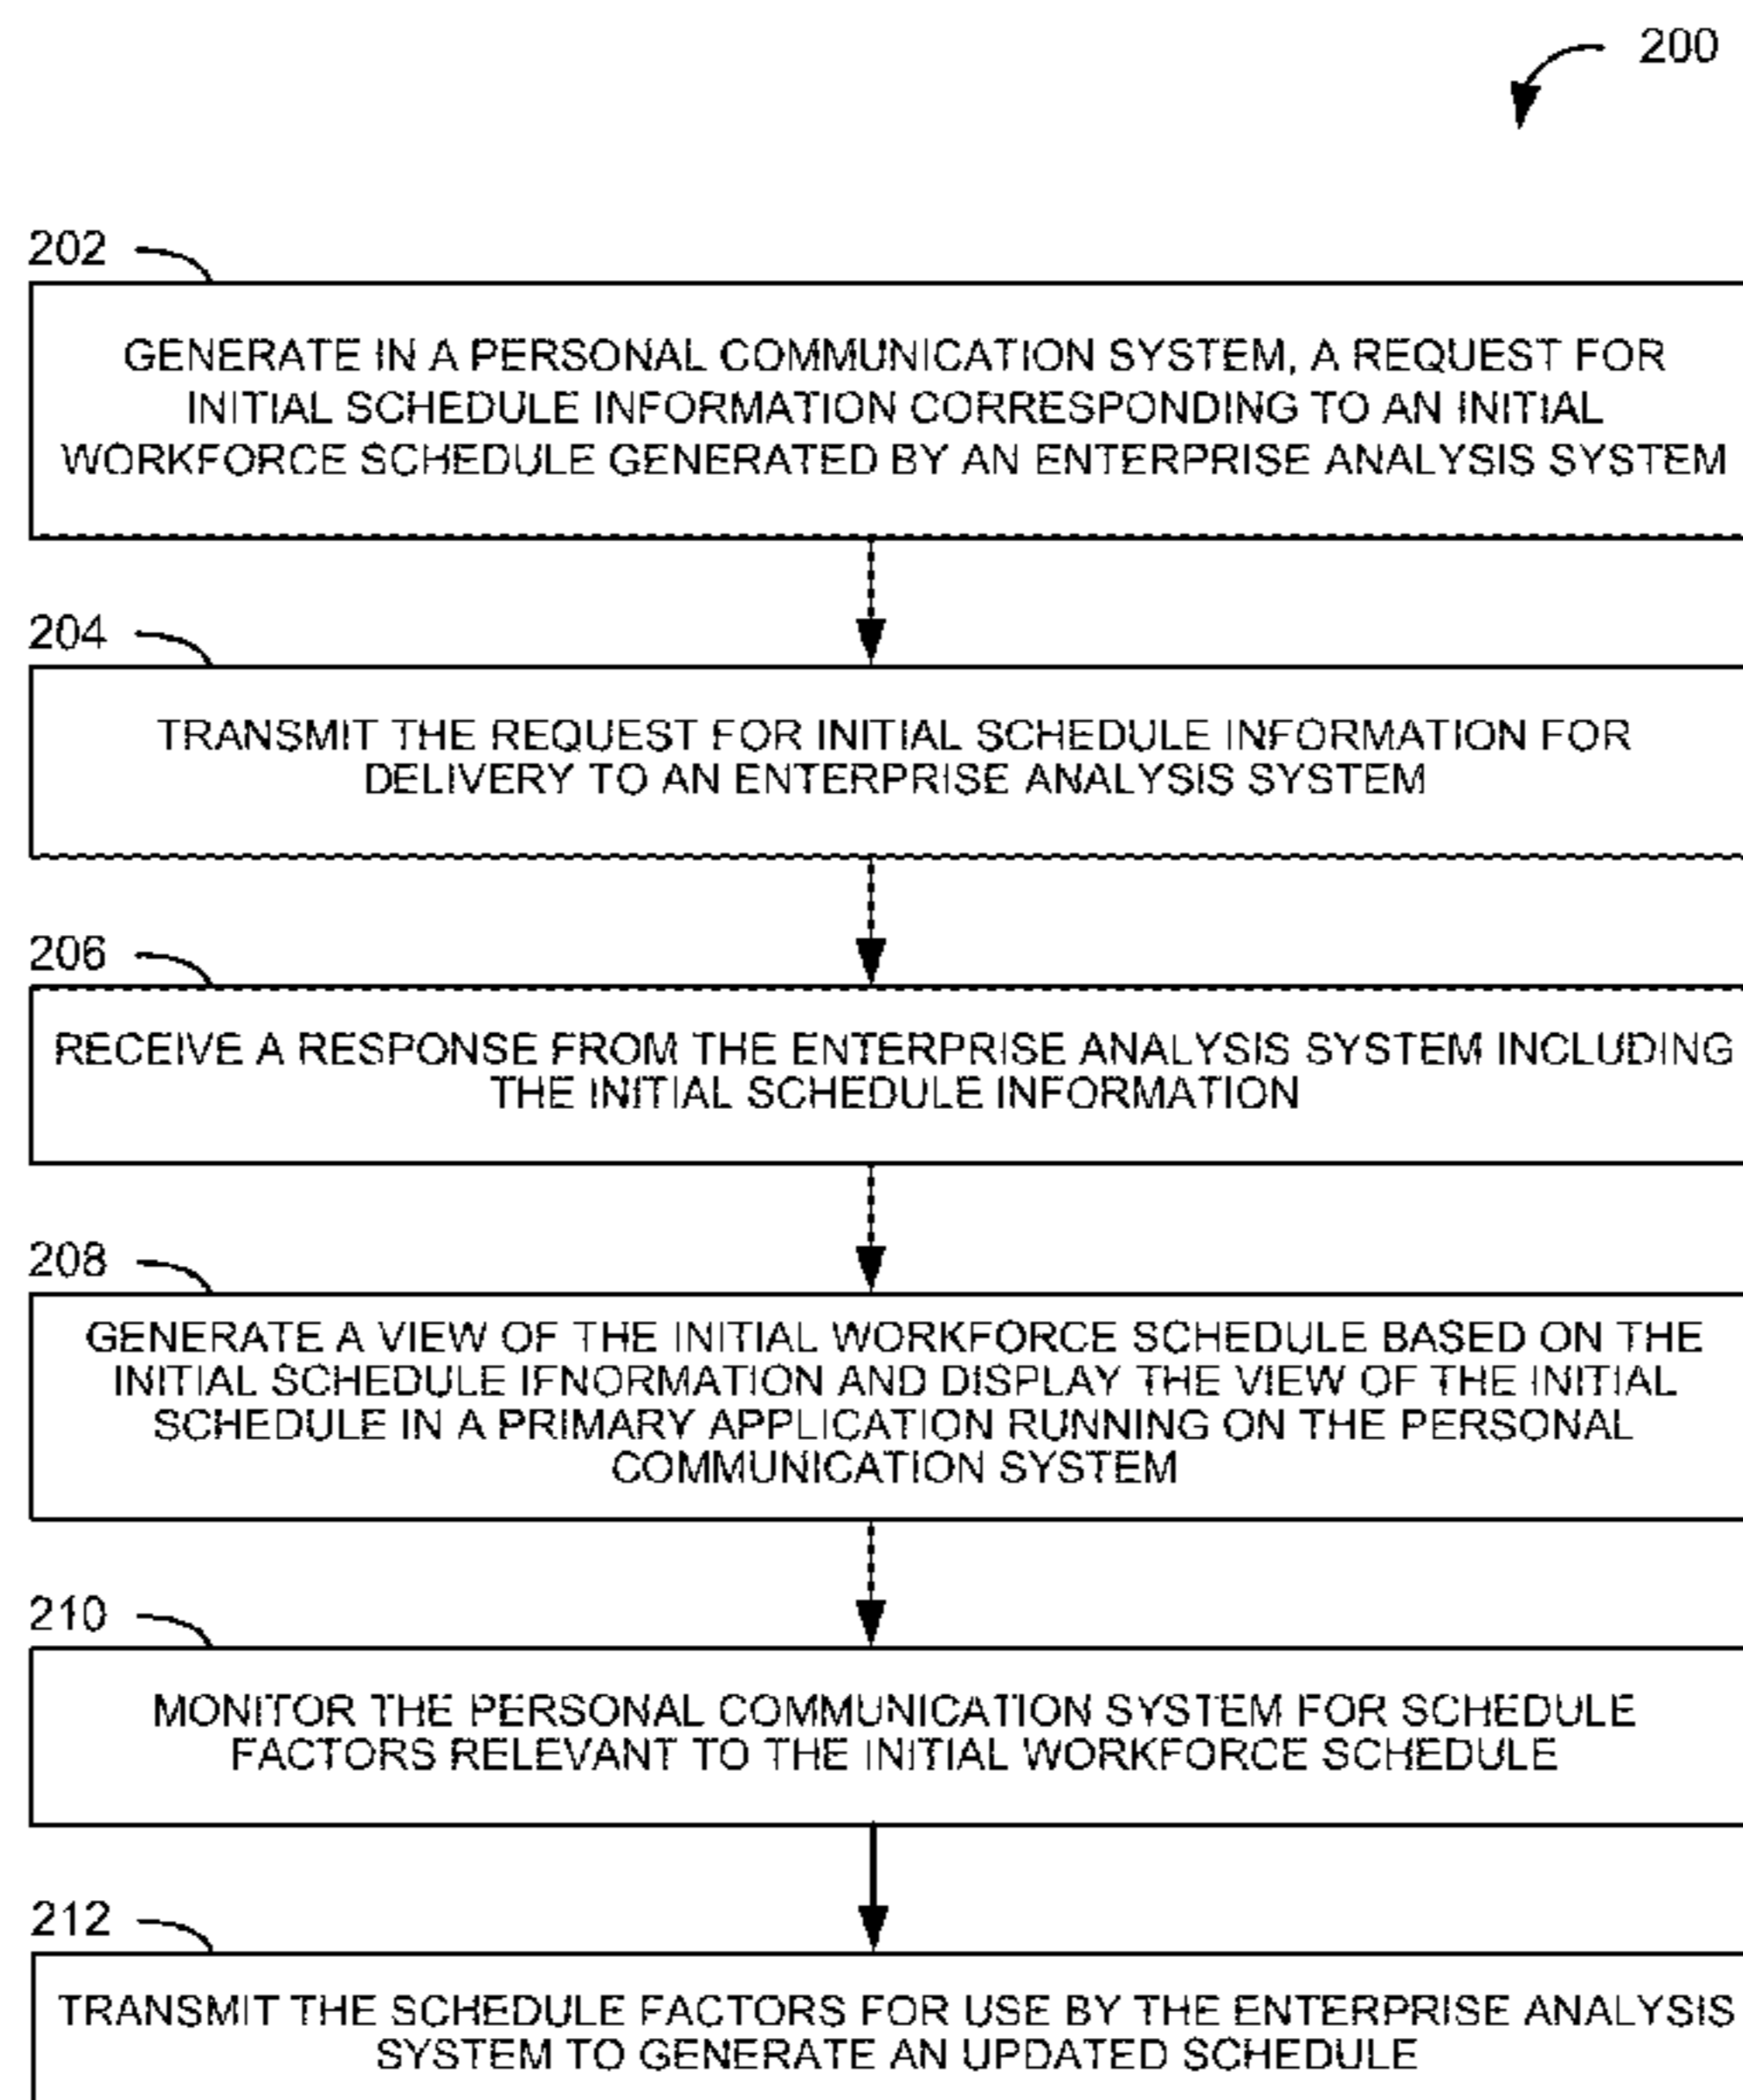 200
202
GENERATE IN A PERSONAL COMMUNICATION SYSTEM, A REQUEST FOR
INITIAL SCHEDULE INFORMATION CORRESPONDING TO AN INITIAL
WORKFORCE SCHEDULE GENERATED BY AN ENTERPRISE ANALYSIS SYSTEM
204
TRANSMIT THE REQUEST FOR INITIAL SCHEDULE INFORMATION FOR
DELIVERY TO AN ENTERPRISE ANALYSIS SYSTEM
206
RECEIVE A RESPONSE FROM THE ENTERPRISE ANALYSIS SYSTEM INCLUDING
THE INITIAL SCHEDULE INFORMATION
208
GENERATE A VIEW OF THE INITIAL WORKFORCE SCHEDULE BASED ON THE
INITIAL SCHEDULE IFNORMATION AND DISPLAY THE VIEW OF THE INITIAL
SCHEDULE IN A PRIMARY APPLICATION RUNNING ON THE PERSONAL
COMMUNICATION SYSTEM
210
MONITOR THE PERSONAL COMMUNICATION SYSTEM FOR SCHEDULE
FACTORS RELEVANT TO THE INITIAL WORKFORCE SCHEDULE
212
TRANSMIT THE SCHEDULE FACTORS FOR USE BY THE ENTERPRISE ANALYSIS
SYSTEM TO GENERATE AN UPDATED SCHEDULE